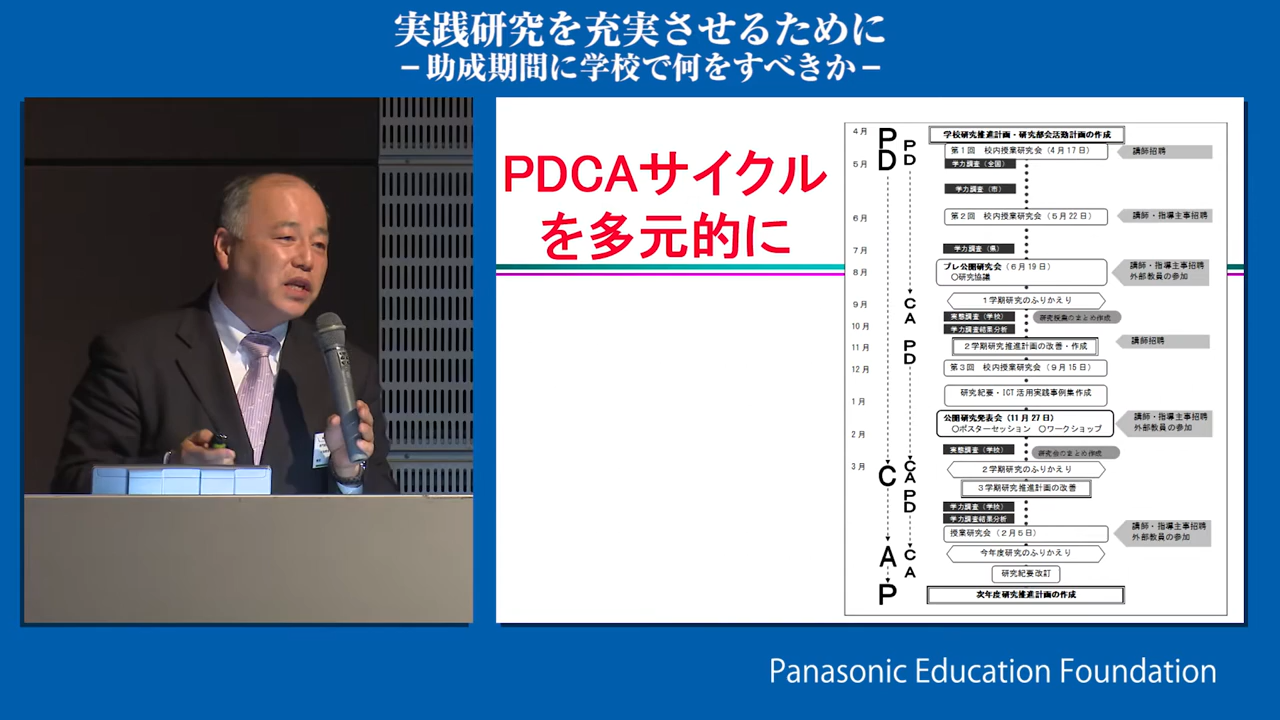 実践研究を充実させるために
－助成期間に学校で何をすべきか－
PDCAサイクル
を多元的に
4月
5月
6月
7月
8月
9月
10月
11月
12月
1月
2月
3月
P
D
C
A
P
P
D
C
A
P
D
C
A
P
D
C
A
学校研究推進計画・研究部会活動計画の作成
第1回 校内授業研究会（4月17日）
講師招聘
学力調査（全国）
学力調査（市）
第2回 校内授業研究会（5月22日）
講師・指導主事招聘
学力調査（県）
プレ公開研究会（6月19日）
〇研究協議
講師・指導主事招聘
外部教員の参加
1学期研究のふりかえり
実態調査（学校）
研究授業のまとめ作成
学力調査結果分析
2学期研究推進計画の改善・作成
講師招聘
第3回 校内授業研究会（9月15日）
研究紀要・ICT活用実践事例集作成
公開研究発表会（11月27日）
〇ポスターセッション 〇ワークショップ
講師・指導主事招聘
外部教員の参加
実態調査（学校）
研究会のまとめ作成
2学期研究のふりかえり
3学期研究推進計画の改善
学力調査（学校）
学力調査結果分析
授業研究会（2月5日）
講師・指導主事招聘
外部教員の参加
今年度研究のふりかえり
研究紀要改訂
次年度研究推進計画の作成
Panasonic Education Foundation